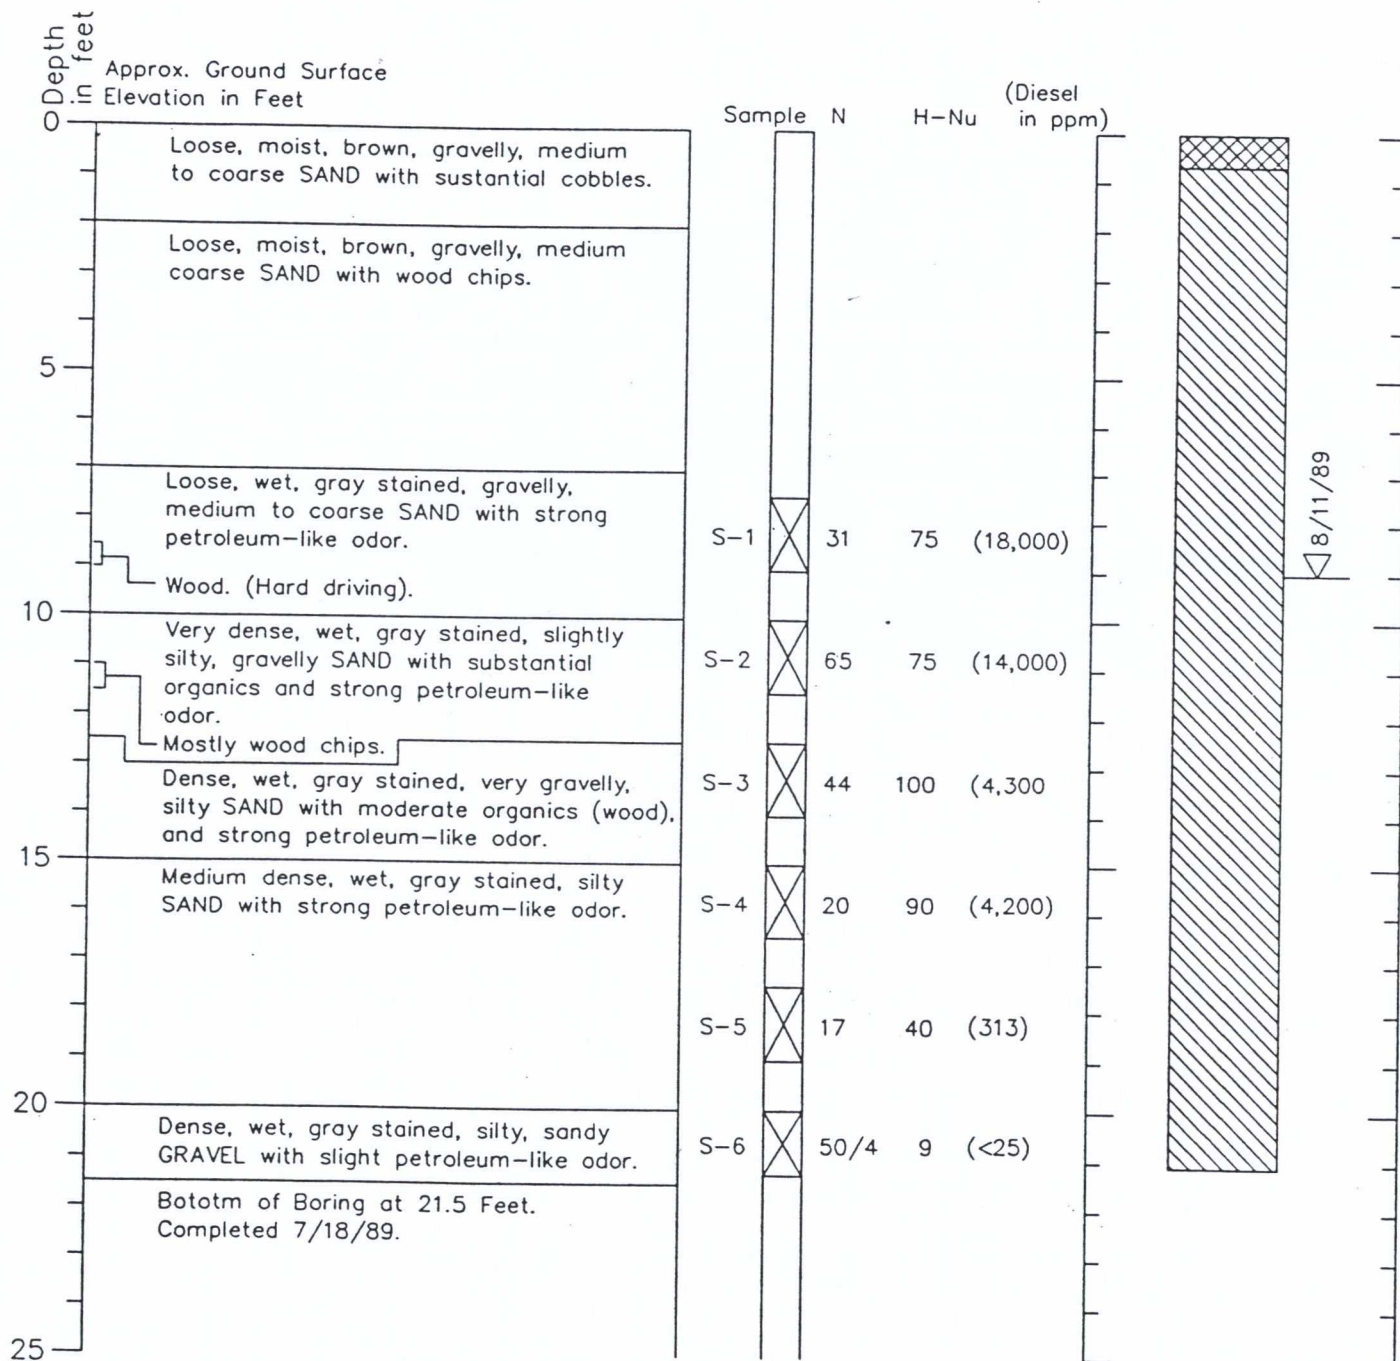 Depth
in feet
Approx. Ground Surface
Elevation in Feet
Sample N H-Nu (Diesel
in ppm)
0
Loose, moist, brown, gravelly, medium
to coarse SAND with sustantial cobbles.
Loose, moist, brown, gravelly, medium
coarse SAND with wood chips.
5
Loose, wet, gray stained, gravelly,
medium to coarse SAND with strong
petroleum-like odor.
S-1 31 75 (18,000)
8/11/89
Wood. (Hard driving).
10
Very dense, wet, gray stained, slightly
silty, gravelly SAND with substantial
organics and strong petroleum-like
odor.
S-2 65 75 (14,000)
Mostly wood chips.
Dense, wet, gray stained, very gravelly,
silty SAND with moderate organics (wood),
and strong petroleum-like odor.
S-3 44 100 (4,300
15
Medium dense, wet, gray stained, silty
SAND with strong petroleum-like odor.
S-4 20 90 (4,200)
S-5 17 40 (313)
20
Dense, wet, gray stained, silty, sandy
GRAVEL with slight petroleum-like odor.
S-6 50/4 9 (<25)
Bototm of Boring at 21.5 Feet.
Completed 7/18/89.
25